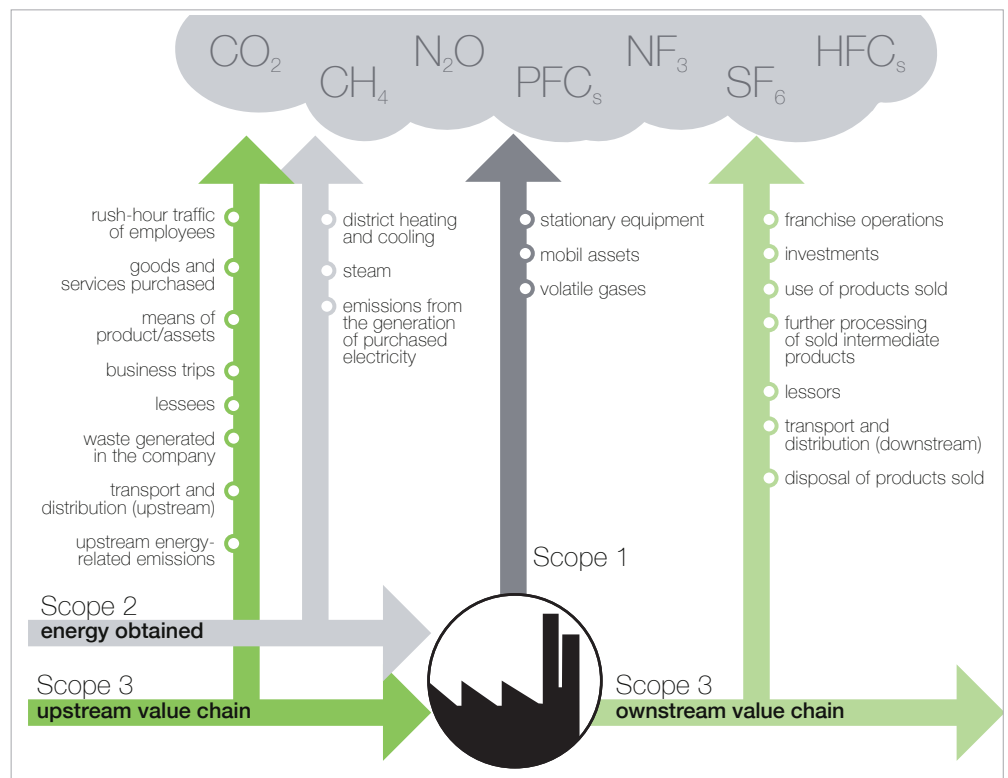 CO₂
CH₄
N₂O
PFCₛ
NF₃
SF₆
HFCₛ
rush-hour traffic
of employees
goods and
services purchased
means of
product/assets
business trips
lessees
waste generated
in the company
transport and
distribution (upstream)
upstream energy-
related emissions
district heating
and cooling
steam
emissions from
the generation
of purchased
electricity
stationary equipment
mobil assets
volatile gases
franchise operations
investments
use of products sold
further processing
of sold intermediate
products
lessors
transport and
distribution (downstream)
disposal of products sold
Scope 1
Scope 2
energy obtained
Scope 3
upstream value chain
Scope 3
ownstream value chain